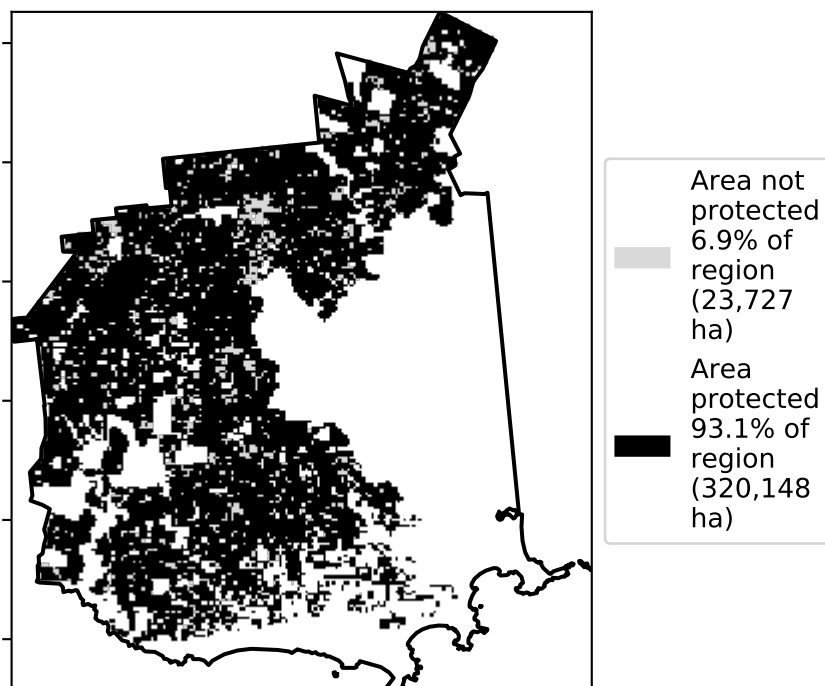 Area not
protected
6.9% of
region
(23,727
ha)
Area
protected
93.1% of
region
(320,148
ha)